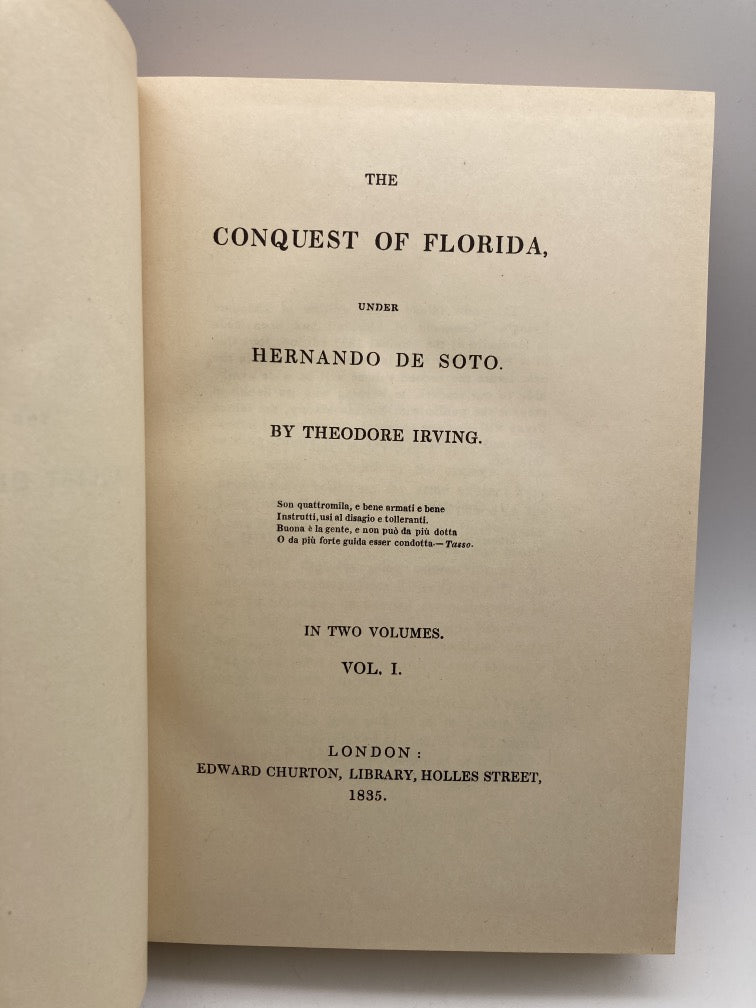 THE
CONQUEST OF FLORIDA,
UNDER
HERNANDO DE SOTO.
BY THEODORE IRVING.
Son quattromila, e bene armati e bene
Instrutti, usi al disagio e tolleranti.
Buona è la gente, e non può da più dotta
O da più forte guida esser condotta.—Tasso.
IN TWO VOLUMES.
VOL. I.
LONDON:
EDWARD CHURTON, LIBRARY, HOLLES STREET,
1835.